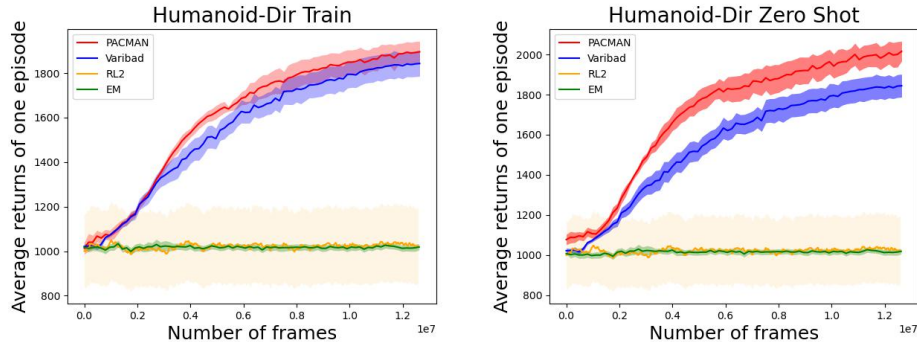 Humanoid-Dir Train
Average returns of one episode
1800
1600
1400
1200
1000
800
PACMAN
Varibad
RL2
EM
0.0 0.2 0.4 0.6 0.8 1.0 1.2
1e7
Number of frames
Humanoid-Dir Zero Shot
Average returns of one episode
2000
1800
1600
1400
1200
1000
800
PACMAN
Varibad
RL2
EM
0.0 0.2 0.4 0.6 0.8 1.0 1.2
1e7
Number of frames